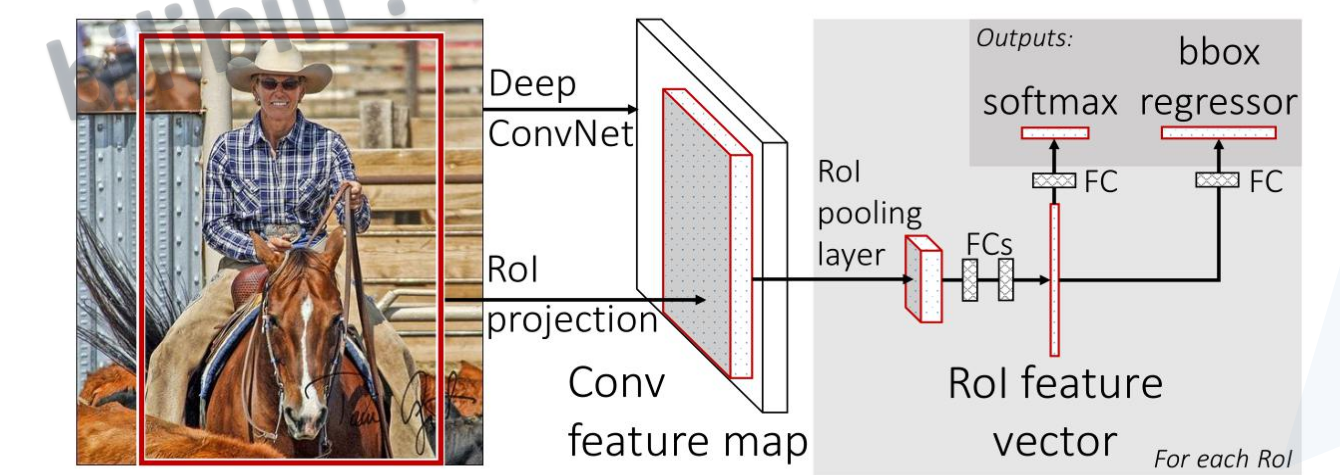 bilibili
Deep
ConvNet
RoI
projection
Conv
feature map
RoI
pooling
layer
FCs
RoI feature
vector
For each RoI
Outputs:
softmax
bbox
regressor
FC
FC